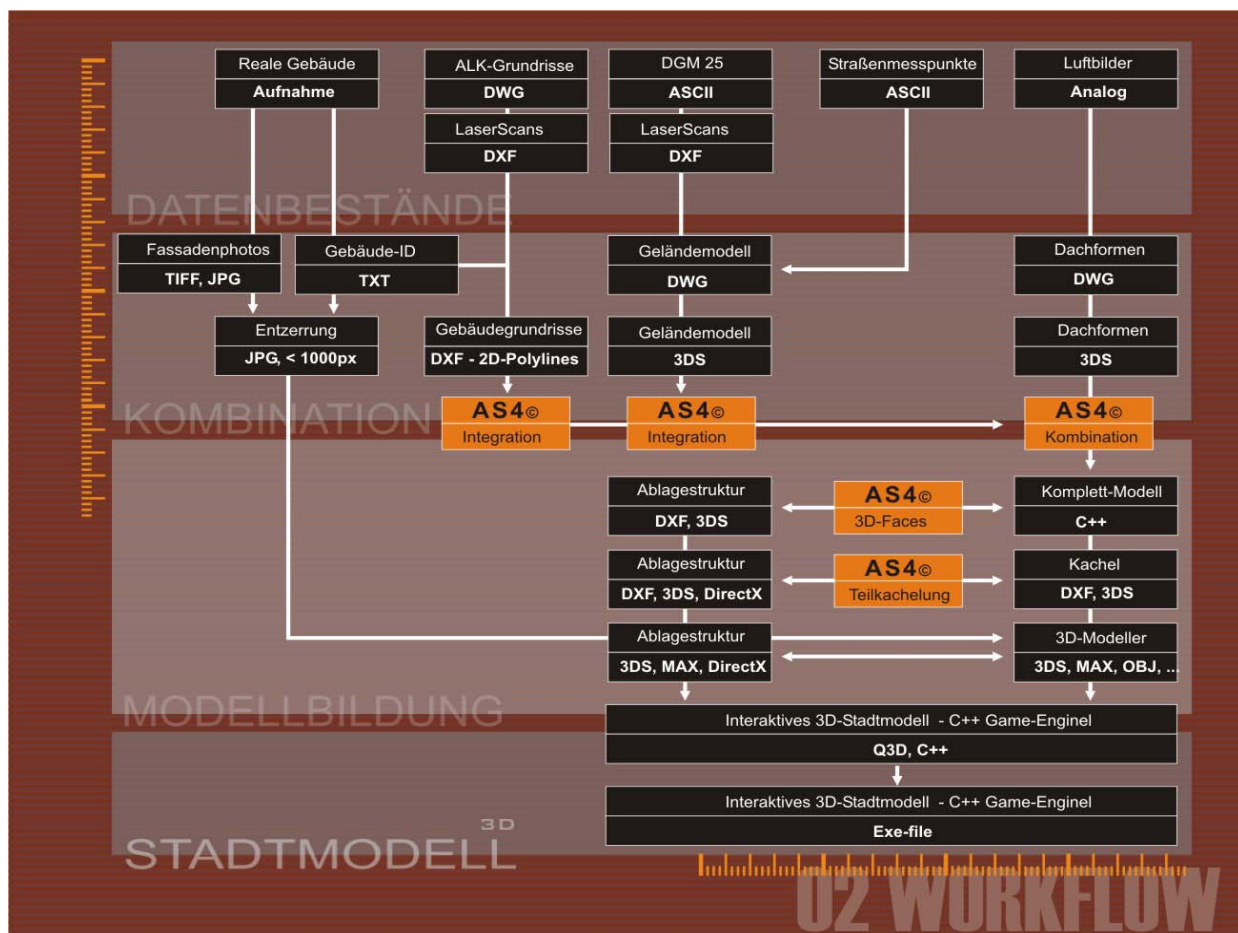 Reale Gebäude
Aufnahme
ALK-Grundrisse
DWG
LaserScans
DXF
DGM 25
ASCII
LaserScans
DXF
Straßenmesspunkte
ASCII
Luftbilder
Analog
DATENBESTÄNDE
Fassadenphotos
TIFF, JPG
Gebäude-ID
TXT
Geländemodell
DWG
Dachformen
DWG
Entzerrung
JPG, < 1000px
Gebäudegrundrisse
DXF - 2D-Polylines
Geländemodell
3DS
Dachformen
3DS
KOMBINATION
AS4©
Integration
AS4©
Integration
AS4©
Kombination
Ablagestruktur
DXF, 3DS
AS4©
3D-Faces
Komplett-Modell
C++
Ablagestruktur
DXF, 3DS, DirectX
AS4©
Teilkachelung
Kachel
DXF, 3DS
Ablagestruktur
3DS, MAX, DirectX
3D-Modeller
3DS, MAX, OBJ, ...
MODELLBILDUNG
Interaktives 3D-Stadtmodell - C++ Game-Enginel
Q3D, C++
Interaktives 3D-Stadtmodell - C++ Game-Enginel
Exe-file
3D
STADTMODELL
02 WORKFLOW